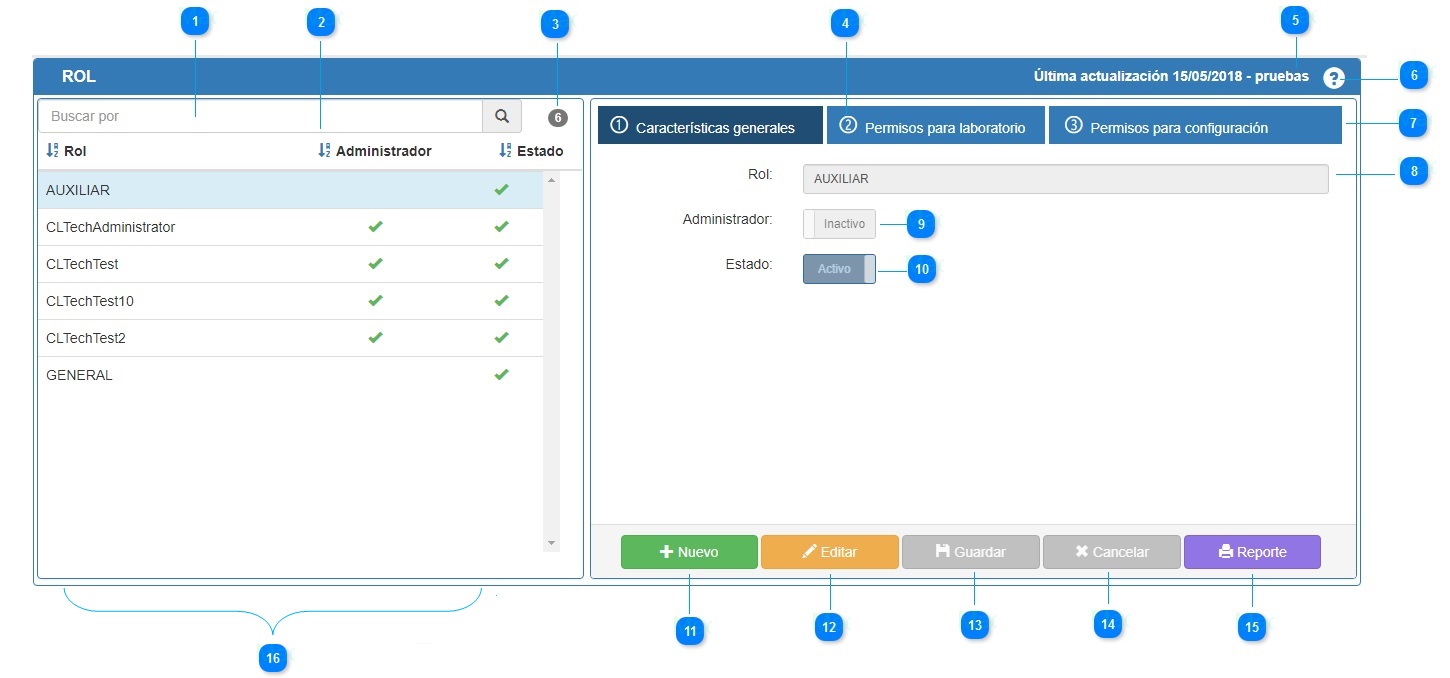 1
2
3
4
5
ROL
Última actualización 15/05/2018 - pruebas
?
6
Buscar por
6
① Características generales
② Permisos para laboratorio
③ Permisos para configuración
7
Rol
Administrador
Estado
AUXILIAR
CLTechAdministrator
CLTechTest
CLTechTest10
CLTechTest2
GENERAL
Rol:
AUXILIAR
8
Administrador:
Inactivo
9
Estado:
Activo
10
Nuevo
Editar
Guardar
Cancelar
Reporte
11
12
13
14
15
16